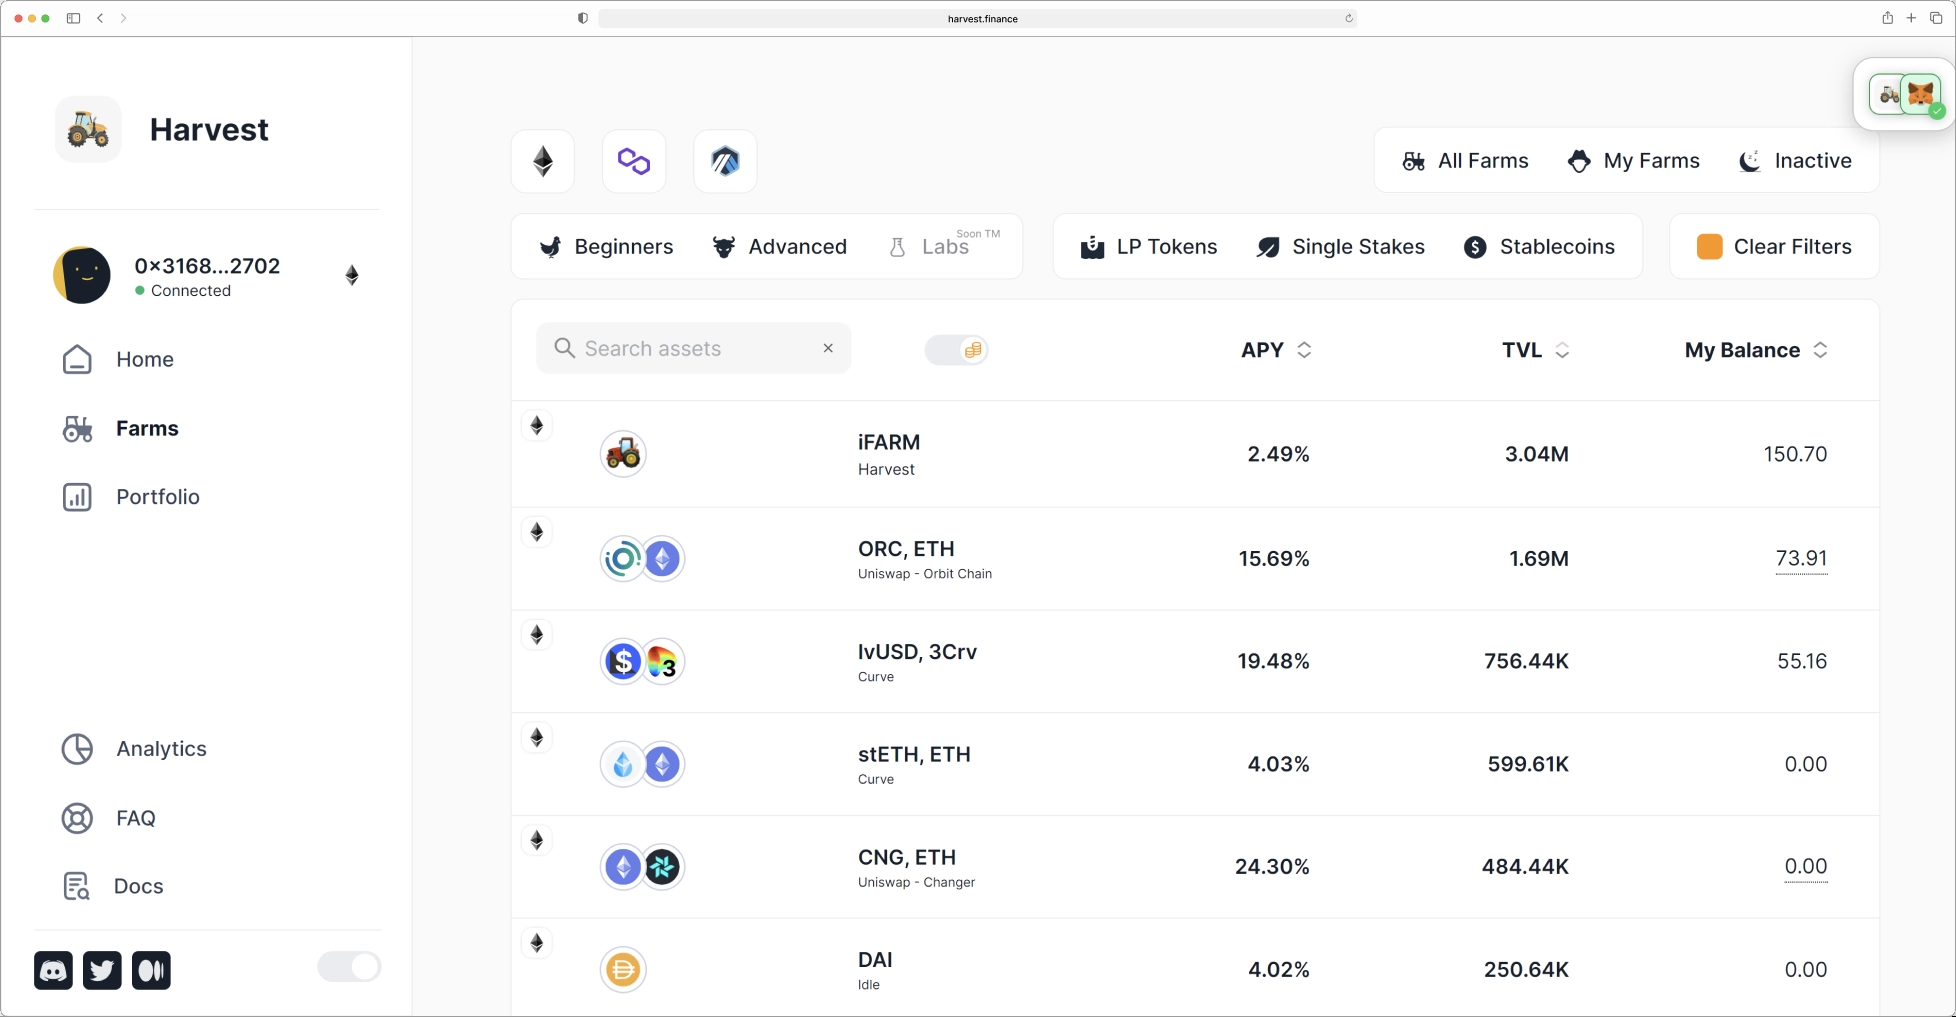 harvest.finance
Harvest
0×3168...2702
Connected
Home
Farms
Portfolio
Analytics
FAQ
Docs
All Farms My Farms Inactive
Beginners Advanced Labs Soon TM
LP Tokens Single Stakes Stablecoins
Clear Filters
Search assets
APY TVL My Balance
iFARM
Harvest
2.49% 3.04M 150.70
ORC, ETH
Uniswap - Orbit Chain
15.69% 1.69M 73.91
$ 3
IvUSD, 3Crv
Curve
19.48% 756.44K 55.16
stETH, ETH
Curve
4.03% 599.61K 0.00
CNG, ETH
Uniswap - Changer
24.30% 484.44K 0.00
DAI
Idle
4.02% 250.64K 0.00